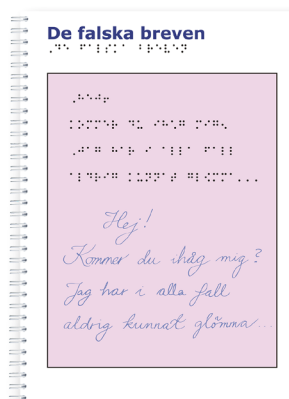 De falska breven
⠠⠙⠑ ⠋⠁⠇⠎⠅⠁ ⠃⠗⠑⠧⠑⠝
⠠⠓⠑⠚⠖
⠅⠕⠍⠍⠑⠗ ⠙⠥ ⠊⠓⠡⠛ ⠍⠊⠛⠢
⠠⠚⠁⠛ ⠓⠁⠗ ⠊ ⠁⠇⠇⠁ ⠋⠁⠇⠇
⠁⠇⠙⠗⠊⠛ ⠅⠥⠝⠝⠁⠞ ⠛⠇⠪⠍⠍⠁⠄⠄⠄
Hej!
Kommer du ihåg mig?
Jag har i alla fall
aldrig kunnat glömma...